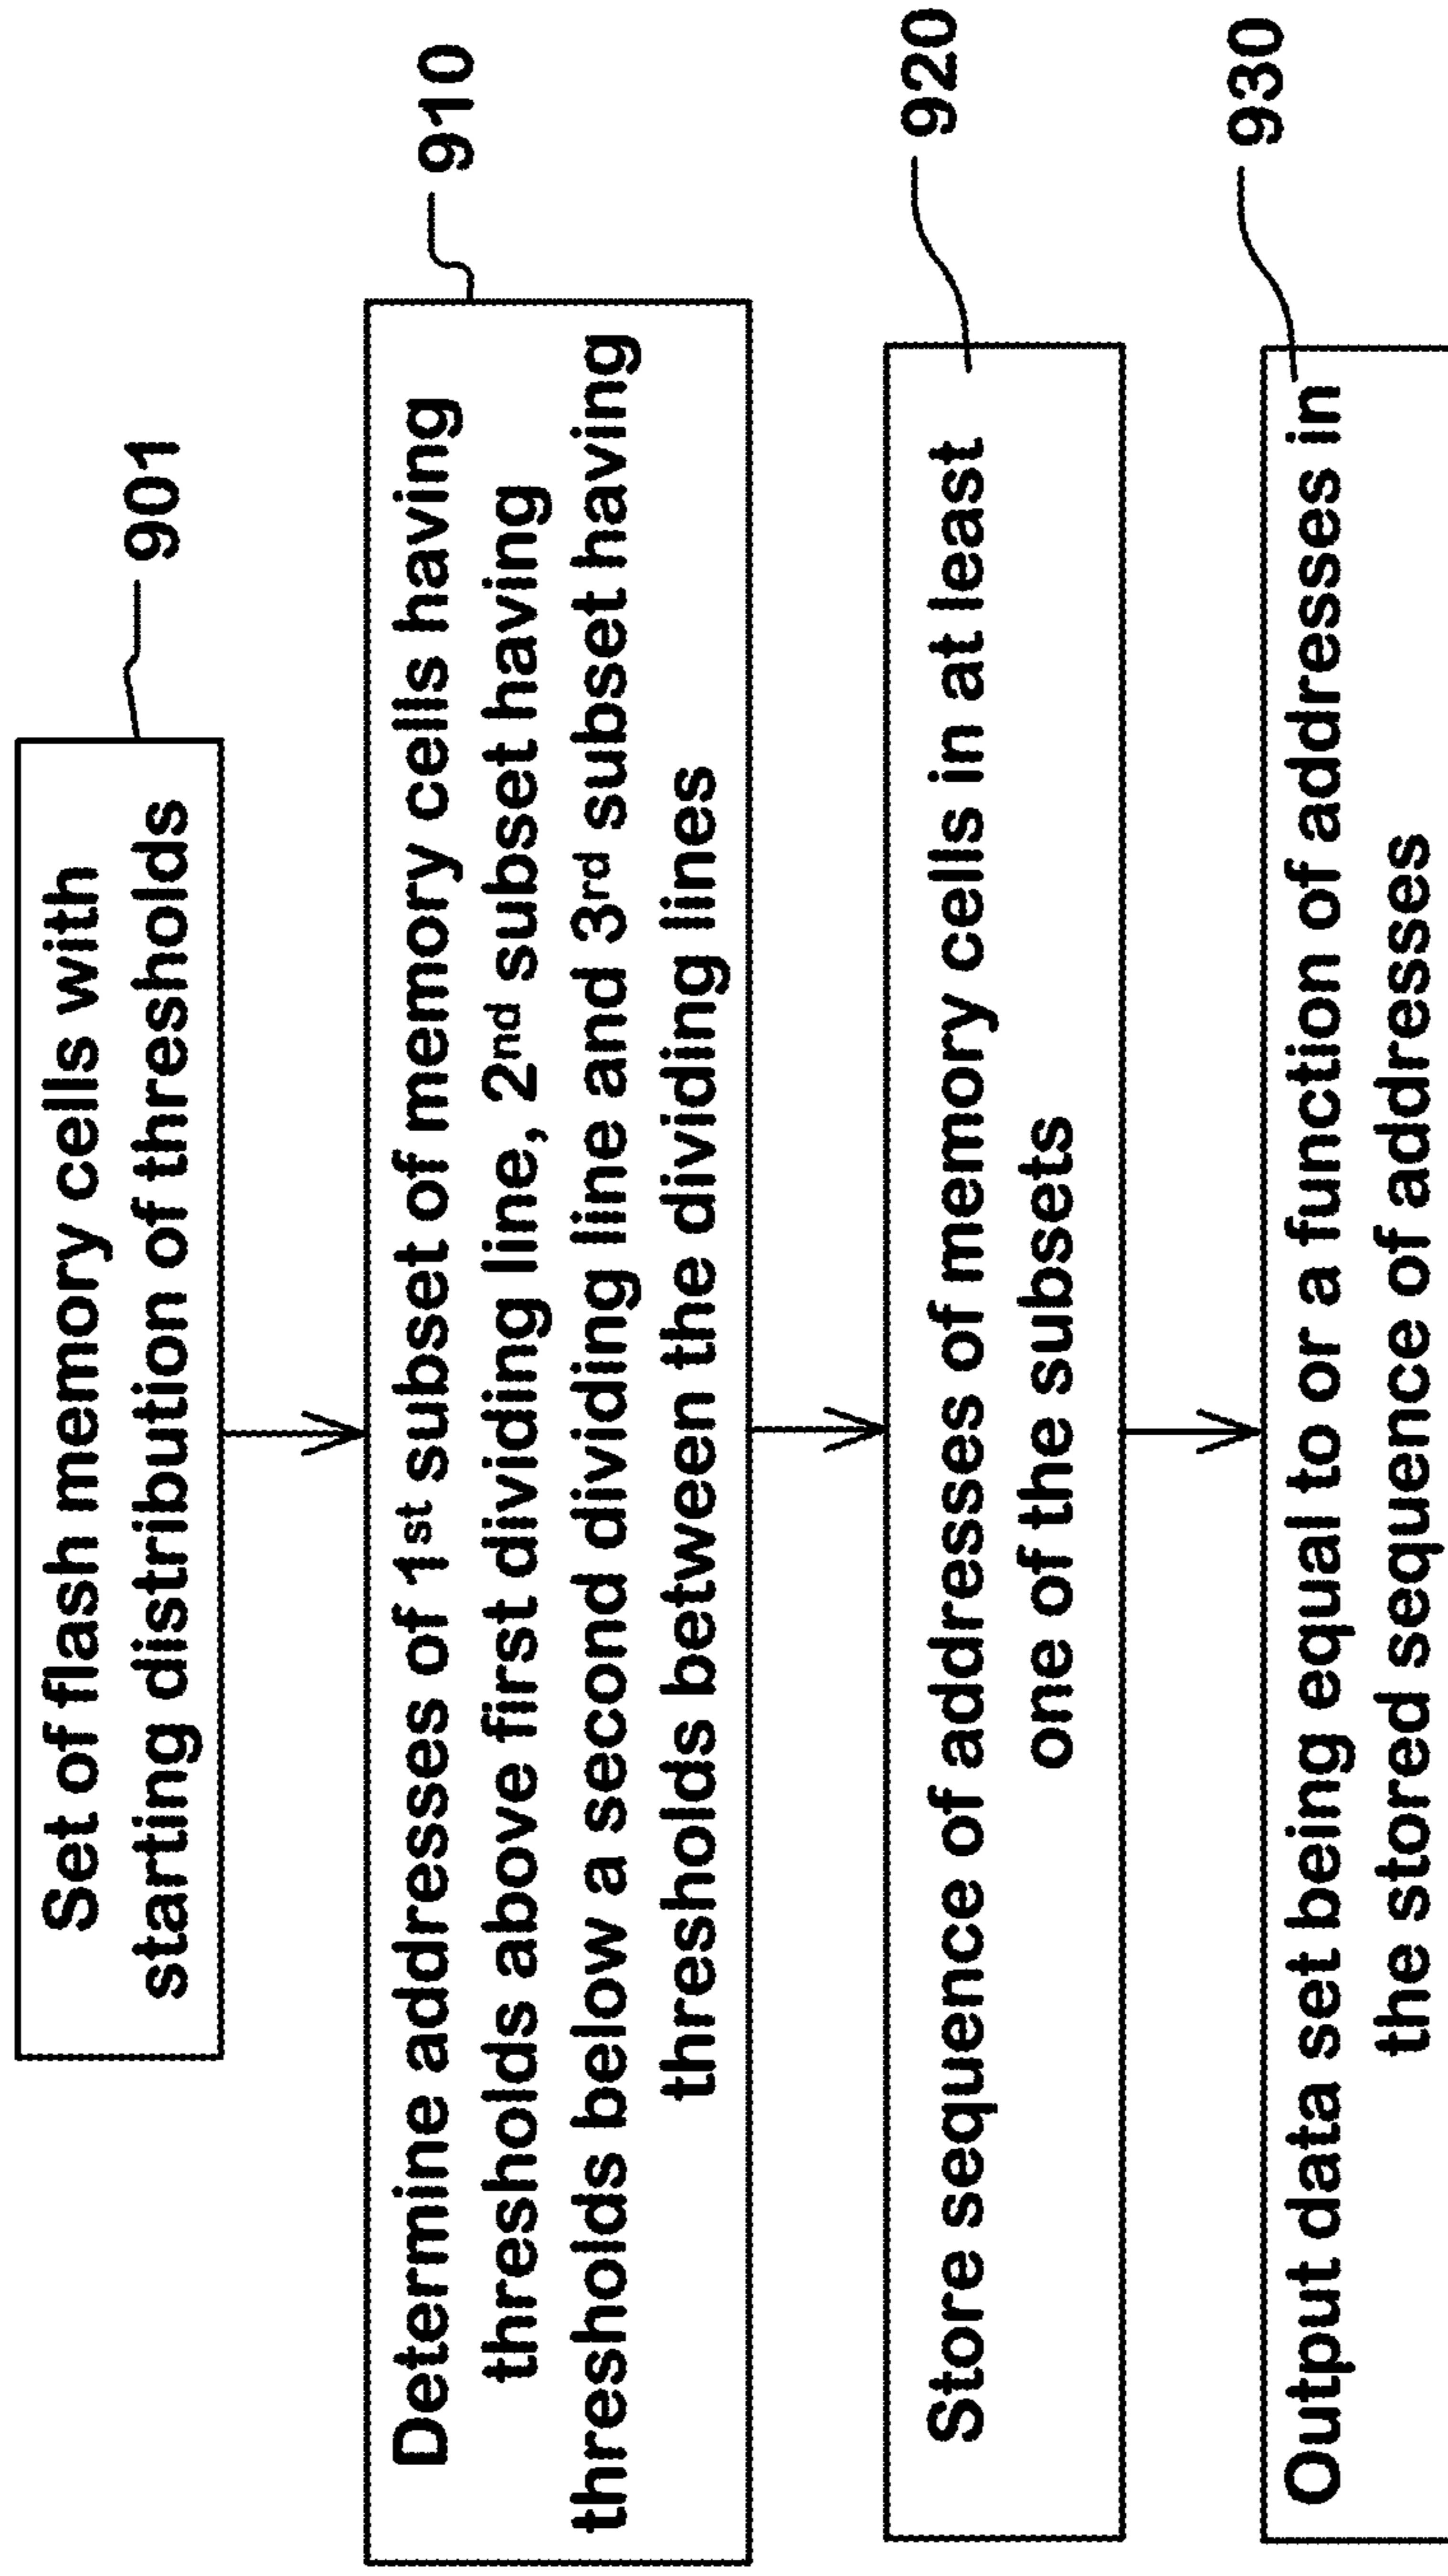 Set of flash memory cells with
starting distribution of thresholds
901
Determine addresses of 1st subset of memory cells having
thresholds above first dividing line, 2nd subset having
thresholds below a second dividing line and 3rd subset having
thresholds between the dividing lines
910
Store sequence of addresses of memory cells in at least
one of the subsets
920
Output data set being equal to or a function of addresses in
the stored sequence of addresses
930